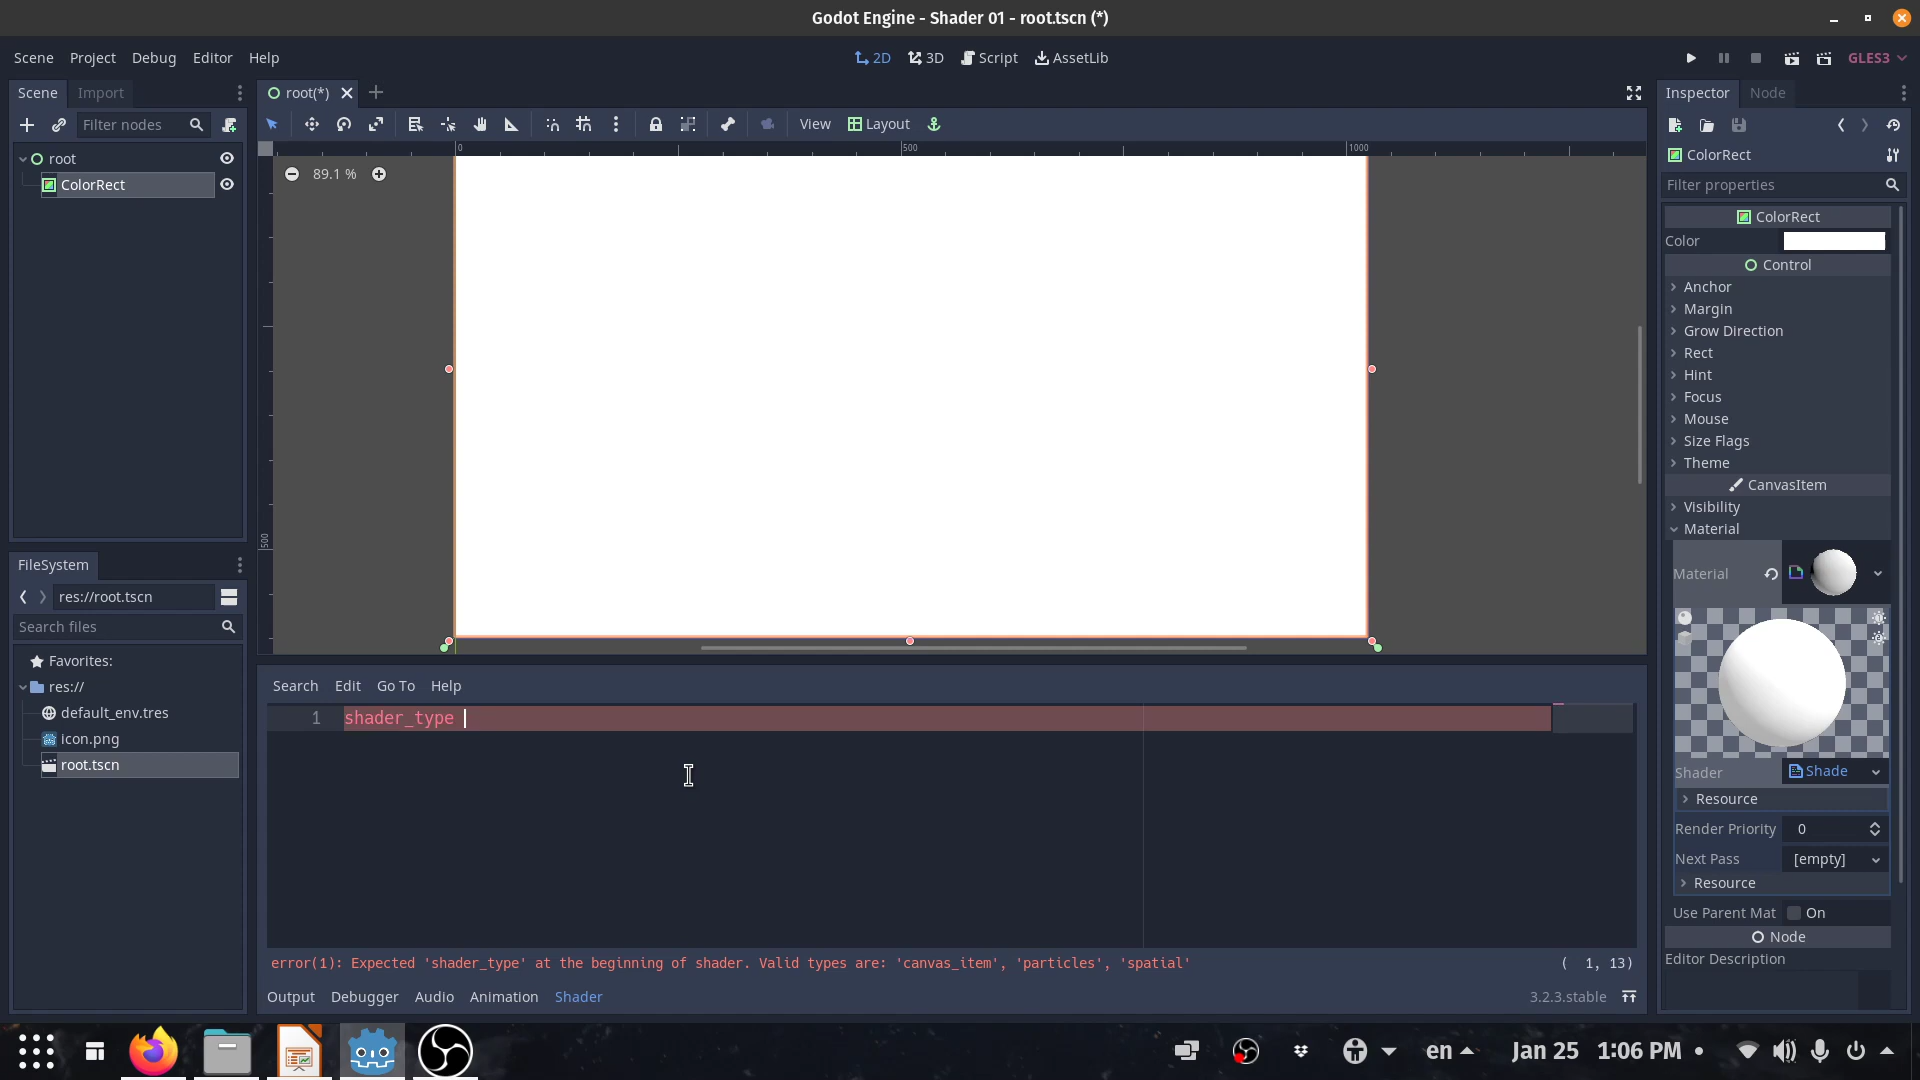 Godot Engine - Shader 01 - root.tscn (*)
Scene Project Debug Editor Help
2D 3D Script AssetLib
GLES3
Scene Import
Filter nodes
root
ColorRect
FileSystem
res://root.tscn
Search files
Favorites:
res://
default_env.tres
icon.png
root.tscn
root(*)
View Layout
0 500 1000
89.1 %
500
Search Edit Go To Help
1 shader_type
error(1): Expected 'shader_type' at the beginning of shader. Valid types are: 'canvas_item', 'particles', 'spatial'
( 1, 13)
Output Debugger Audio Animation Shader
3.2.3.stable
Inspector Node
ColorRect
Filter properties
ColorRect
Color
Control
Anchor
Margin
Grow Direction
Rect
Hint
Focus
Mouse
Size Flags
Theme
CanvasItem
Visibility
Material
Material
Shader Shade
Resource
Render Priority 0
Next Pass [empty]
Resource
Use Parent Mat On
Node
Editor Description
en Jan 25 1:06 PM